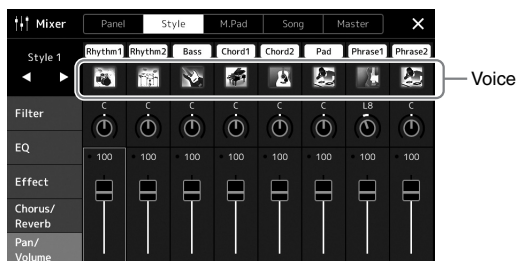 Mixer Panel Style M.Pad Song Master ×
Style 1
Rhythm1 Rhythm2 Bass Chord1 Chord2 Pad Phrase1 Phrase2
Voice
Filter
C C C C C C L8 C
EQ
100 100 100 100 100 100 100 100
Effect
Chorus/
Reverb
Pan/
Volume